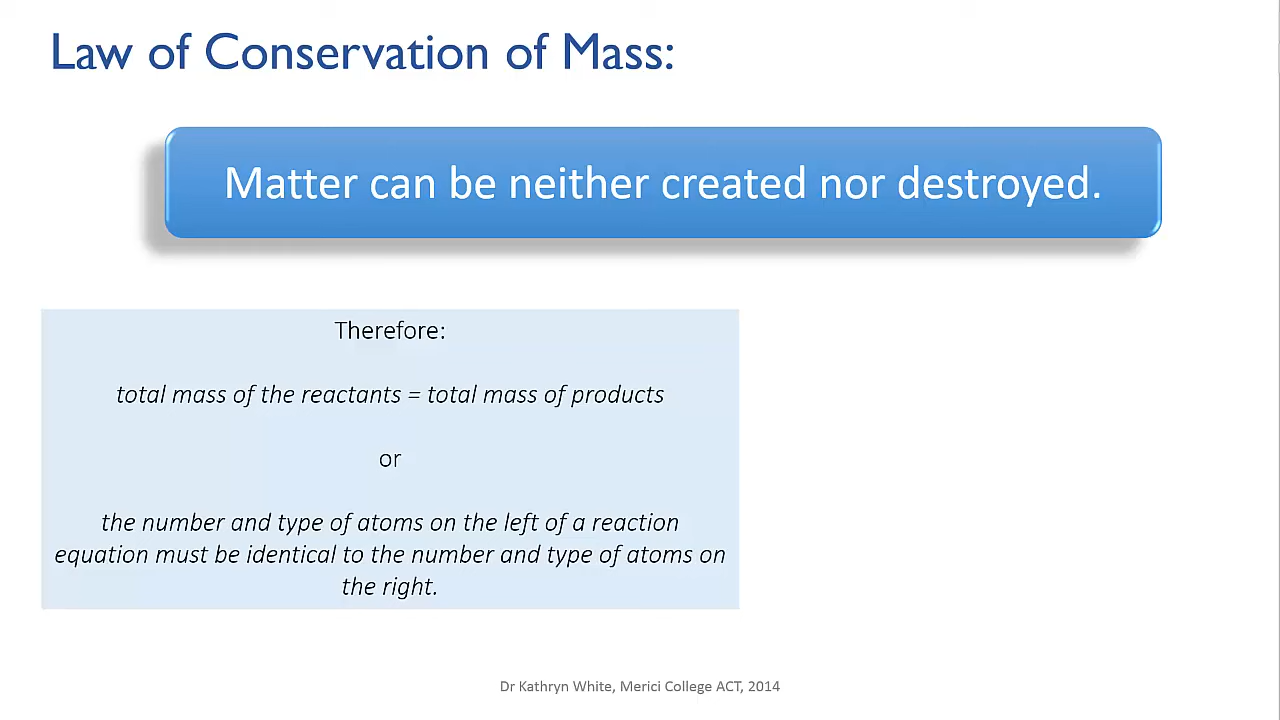 Law of Conservation of Mass:
Matter can be neither created nor destroyed.
Therefore:
total mass of the reactants = total mass of products
or
the number and type of atoms on the left of a reaction
equation must be identical to the number and type of atoms on
the right.
Dr Kathryn White, Merici College ACT, 2014